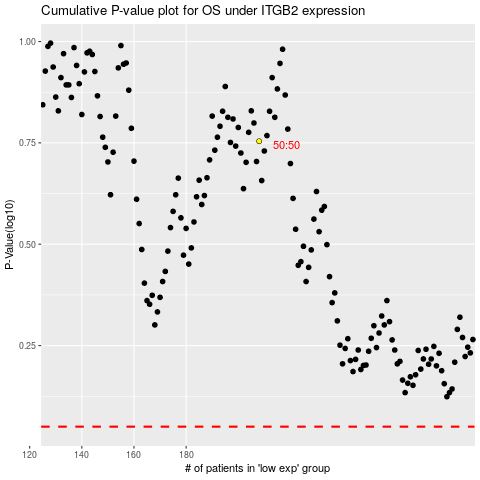 Cumulative P-value plot for OS under ITGB2 expression
P-Value(log10)
1.00
0.75
0.50
0.25
50:50
120 140 160 180
# of patients in 'low exp' group